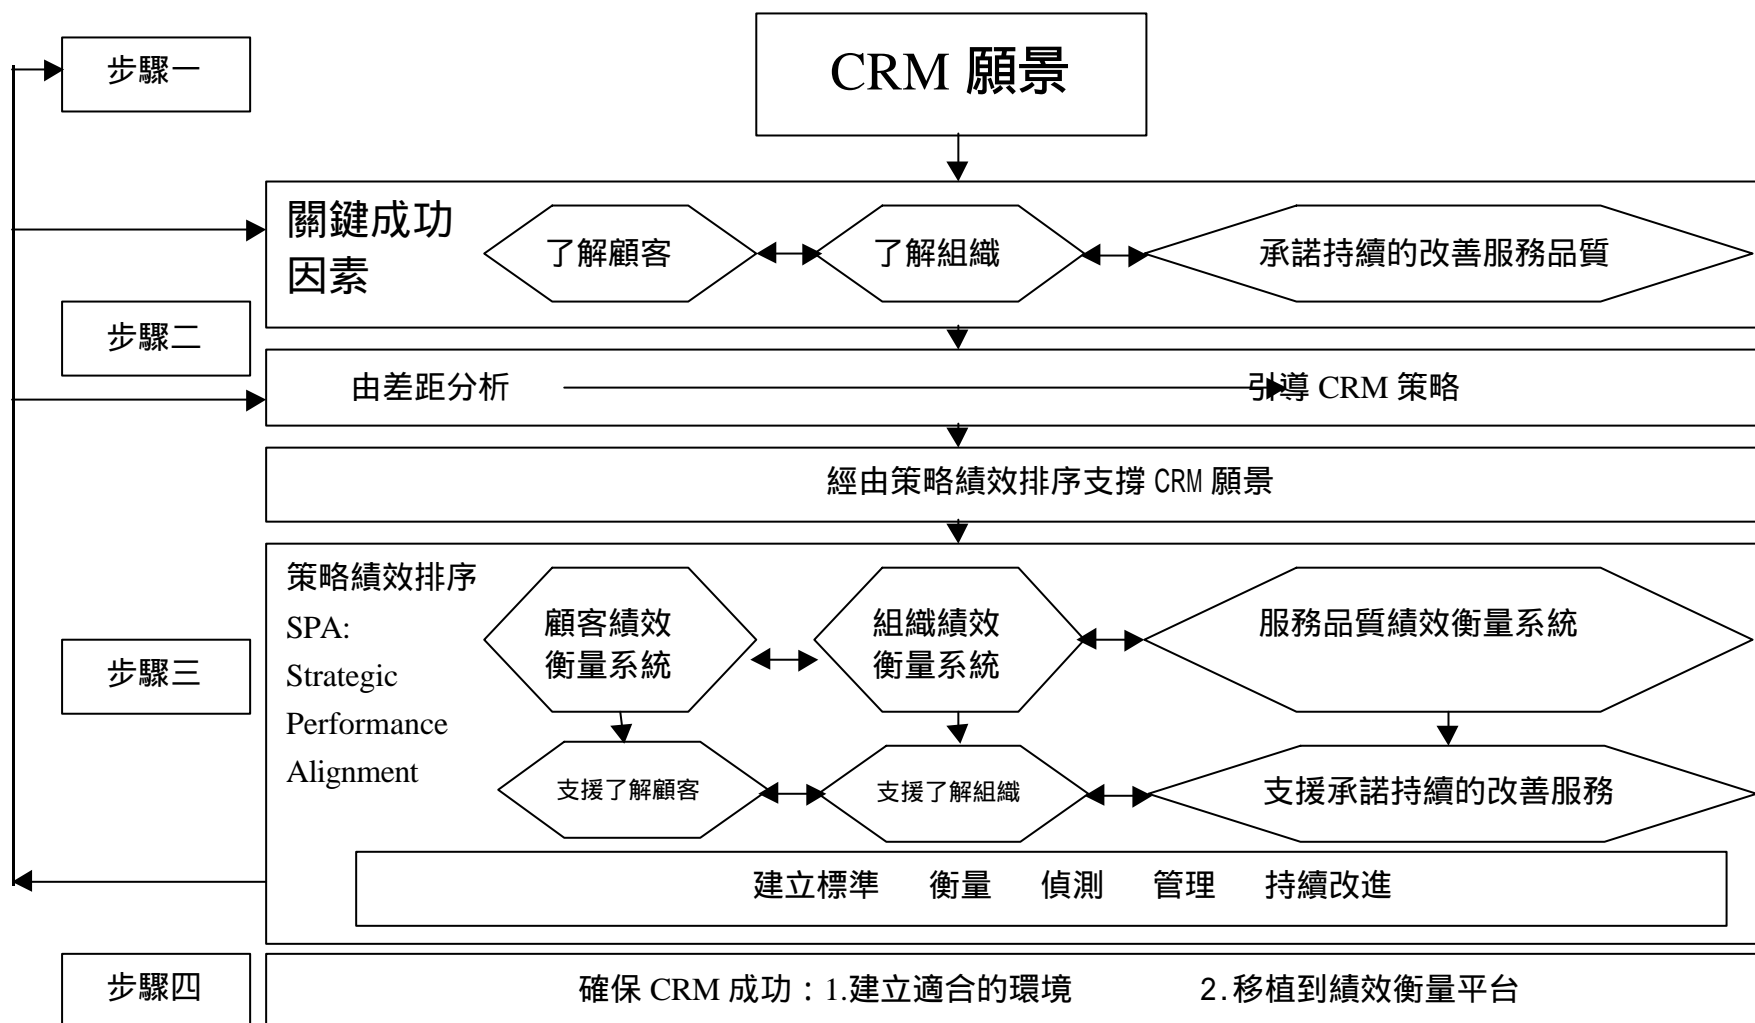 步驟一
CRM 願景
關鍵成功
因素
了解顧客
了解組織
承諾持續的改善服務品質
步驟二
由差距分析
引導 CRM 策略
經由策略績效排序支撐 CRM 願景
步驟三
策略績效排序
SPA:
Strategic
Performance
Alignment
顧客績效
衡量系統
組織績效
衡量系統
服務品質績效衡量系統
支援了解顧客
支援了解組織
支援承諾持續的改善服務
建立標準 衡量 偵測 管理 持續改進
步驟四
確保 CRM 成功：1.建立適合的環境 2.移植到績效衡量平台